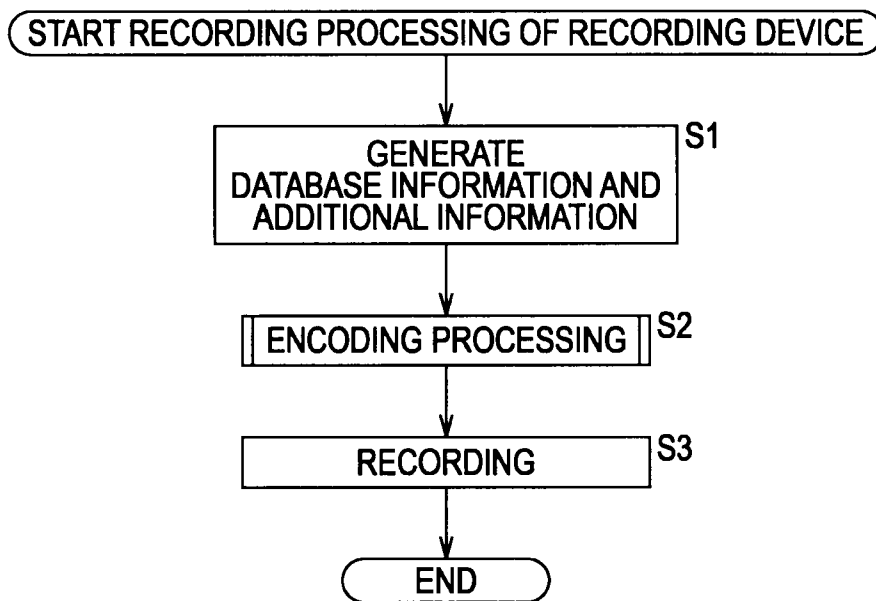 START RECORDING PROCESSING OF RECORDING DEVICE
S1
GENERATE
DATABASE INFORMATION AND
ADDITIONAL INFORMATION
S2
ENCODING PROCESSING
S3
RECORDING
END